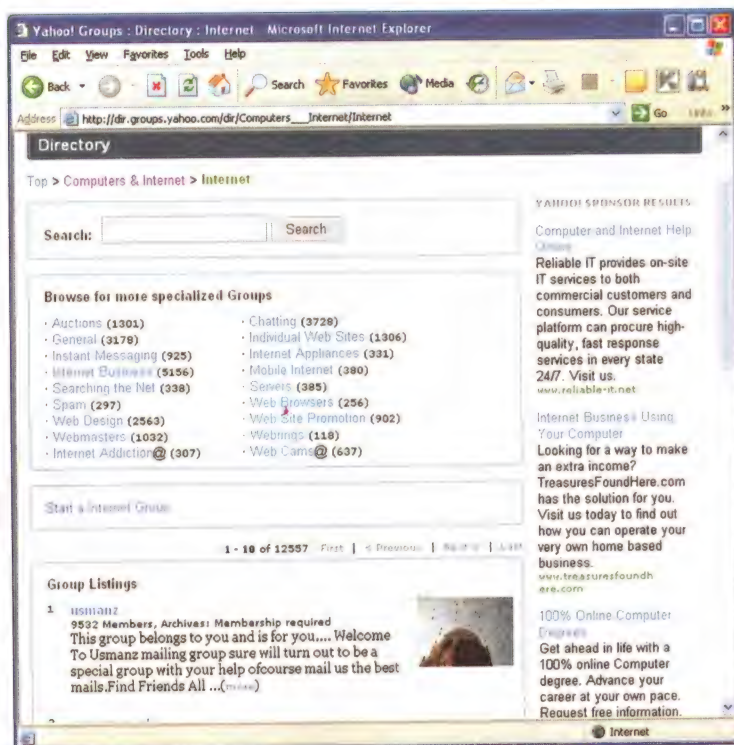 Yahoo! Groups : Directory : Internet Microsoft Internet Explorer
File Edit View Favorites Tools Help
Back Search Favorites Media
Address http://dir.groups.yahoo.com/dir/Computers___Internet/Internet Go Links »
Directory
Top > Computers & Internet > Internet
Search: Search
Browse for more specialized Groups
· Auctions (1301)
· General (3178)
· Instant Messaging (925)
· Internet Business (5156)
· Searching the Net (338)
· Spam (297)
· Web Design (2563)
· Webmasters (1032)
· Internet Addiction@ (307)
· Chatting (3728)
· Individual Web Sites (1306)
· Internet Appliances (331)
· Mobile Internet (380)
· Servers (385)
· Web Browsers (256)
· Web Site Promotion (902)
· Webrings (118)
· Web Cams@ (637)
Start a Internet Group
1 - 10 of 12557 First | < Previous | Next > | Last
Group Listings
1 usmanz
9532 Members, Archives: Membership required
This group belongs to you and is for you.... Welcome
To Usmanz mailing group sure will turn out to be a
special group with your help ofcourse mail us the best
mails.Find Friends All ...(more)
YAHOO! SPONSOR RESULTS
Computer and Internet Help
Online
Reliable IT provides on-site
IT services to both
commercial customers and
consumers. Our service
platform can procure high-
quality, fast response
services in every state
24/7. Visit us.
www.reliable-it.net
Internet Business Using
Your Computer
Looking for a way to make
an extra income?
TreasuresFoundHere.com
has the solution for you.
Visit us today to find out
how you can operate your
very own home based
business.
www.treasuresfoundh
ere.com
100% Online Computer
Degrees
Get ahead in life with a
100% online Computer
degree. Advance your
career at your own pace.
Request free information.
Internet